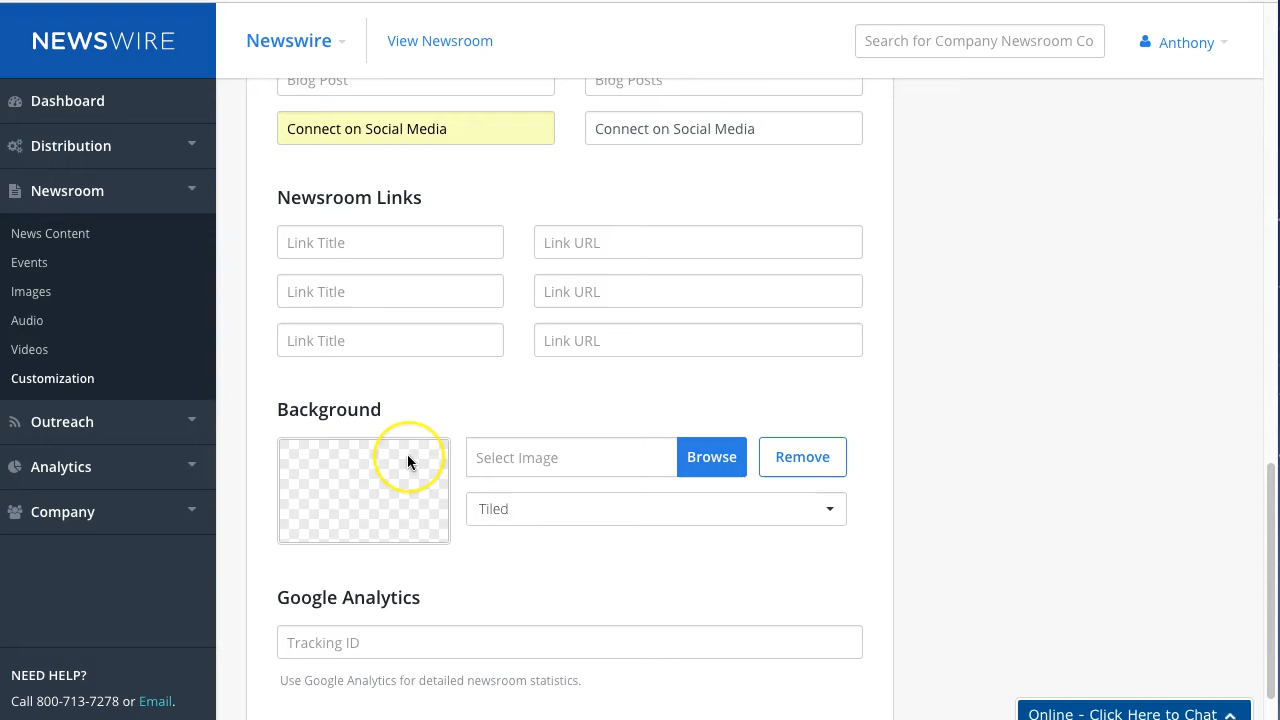 NEWSWIRE
Newswire
View Newsroom
Search for Company Newsroom Co
Anthony
Dashboard
Distribution
Newsroom
News Content
Events
Images
Audio
Videos
Customization
Outreach
Analytics
Company
NEED HELP?
Call 800-713-7278 or Email.
Blog Post
Blog Posts
Connect on Social Media
Connect on Social Media
Newsroom Links
Link Title
Link URL
Link Title
Link URL
Link Title
Link URL
Background
Select Image
Browse
Remove
Tiled
Google Analytics
Tracking ID
Use Google Analytics for detailed newsroom statistics.
Online - Click Here to Chat